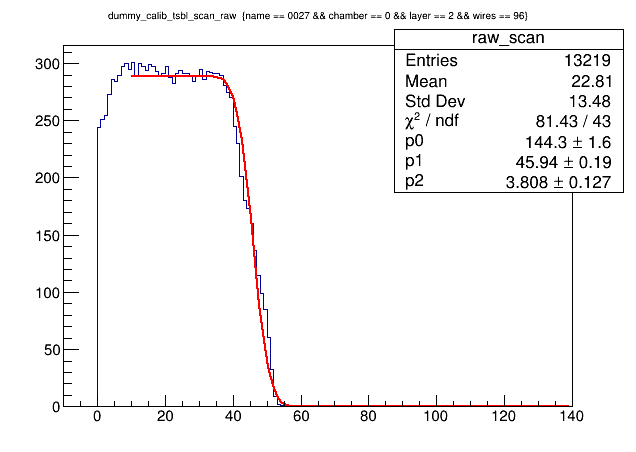 dummy_calib_tsbl_scan_raw {name == 0027 && chamber == 0 && layer == 2 && wires == 96}
raw_scan
Entries 13219
Mean 22.81
Std Dev 13.48
χ² / ndf 81.43 / 43
p0 144.3 ± 1.6
p1 45.94 ± 0.19
p2 3.808 ± 0.127
300
250
200
150
100
50
0
0 20 40 60 80 100 120 140